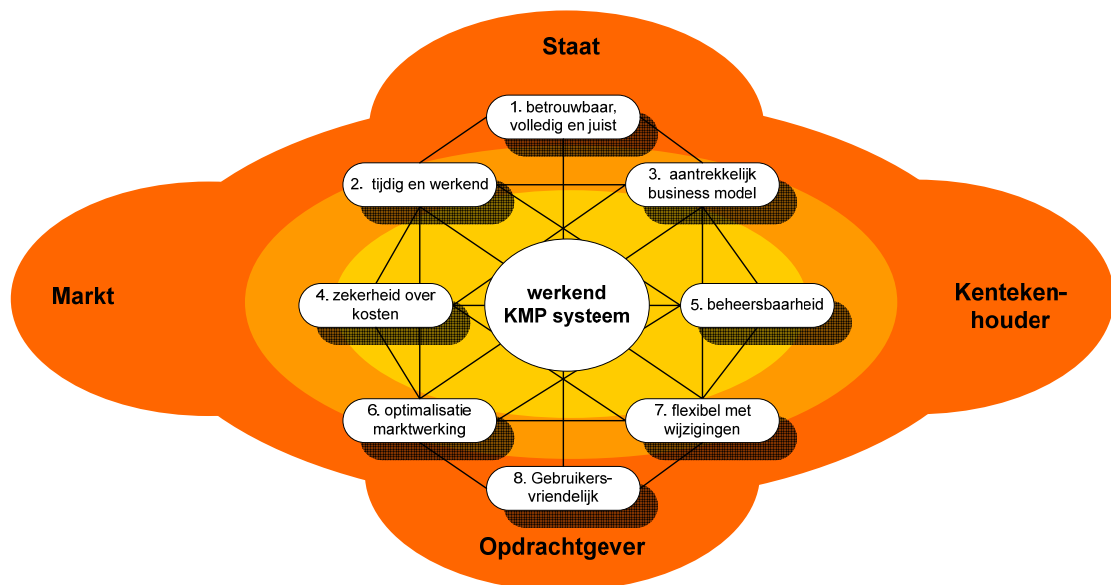 Staat
1. betrouwbaar,
volledig en juist
2. tijdig en werkend
3. aantrekkelijk
business model
Markt
4. zekerheid over
kosten
werkend
KMP systeem
5. beheersbaarheid
Kenteken-
houder
6. optimalisatie
marktwerking
7. flexibel met
wijzigingen
8. Gebruikers-
vriendelijk
Opdrachtgever